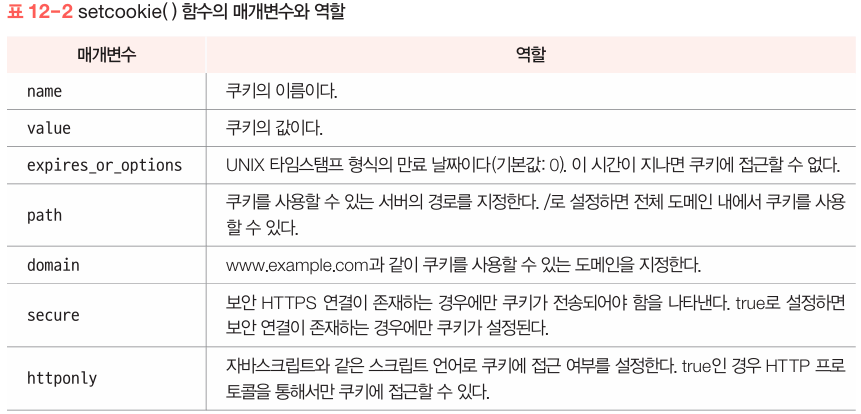 표 12-2 setcookie( ) 함수의 매개변수와 역할
매개변수 역할
name 쿠키의 이름이다.
value 쿠키의 값이다.
expires_or_options UNIX 타임스탬프 형식의 만료 날짜이다(기본값: 0). 이 시간이 지나면 쿠키에 접근할 수 없다.
path 쿠키를 사용할 수 있는 서버의 경로를 지정한다. /로 설정하면 전체 도메인 내에서 쿠키를 사용
할 수 있다.
domain www.example.com과 같이 쿠키를 사용할 수 있는 도메인을 지정한다.
secure 보안 HTTPS 연결이 존재하는 경우에만 쿠키가 전송되어야 함을 나타낸다. true로 설정하면
보안 연결이 존재하는 경우에만 쿠키가 설정된다.
httponly 자바스크립트와 같은 스크립트 언어로 쿠키에 접근 여부를 설정한다. true인 경우 HTTP 프로
토콜을 통해서만 쿠키에 접근할 수 있다.